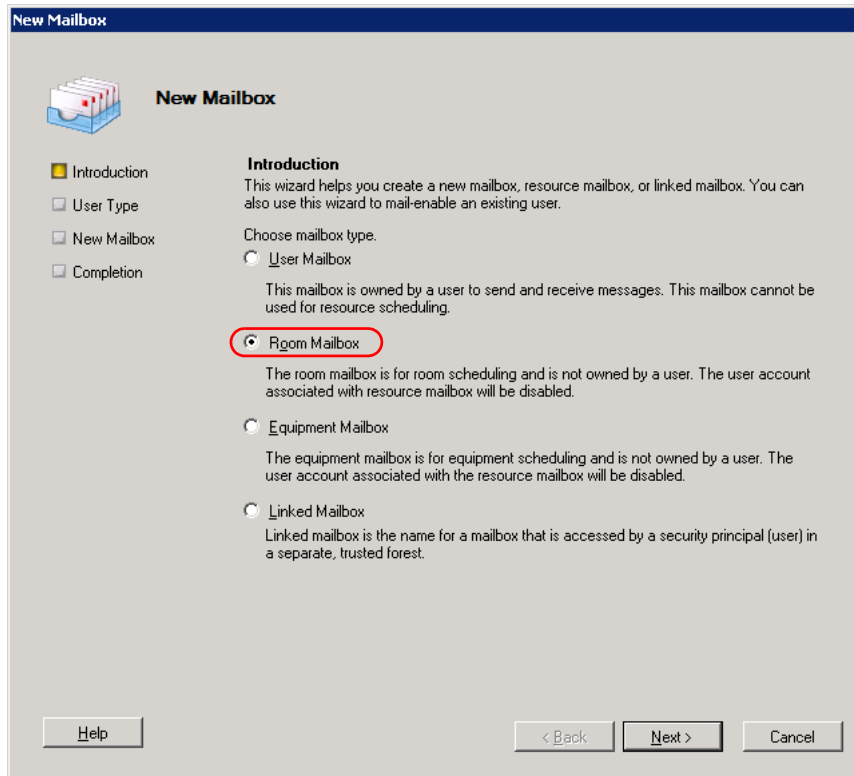 New Mailbox
New Mailbox
Introduction
User Type
New Mailbox
Completion
Introduction
This wizard helps you create a new mailbox, resource mailbox, or linked mailbox. You can
also use this wizard to mail-enable an existing user.
Choose mailbox type.
User Mailbox
This mailbox is owned by a user to send and receive messages. This mailbox cannot be
used for resource scheduling.
Room Mailbox
The room mailbox is for room scheduling and is not owned by a user. The user account
associated with resource mailbox will be disabled.
Equipment Mailbox
The equipment mailbox is for equipment scheduling and is not owned by a user. The
user account associated with the resource mailbox will be disabled.
Linked Mailbox
Linked mailbox is the name for a mailbox that is accessed by a security principal (user) in
a separate, trusted forest.
Help
< Back
Next >
Cancel